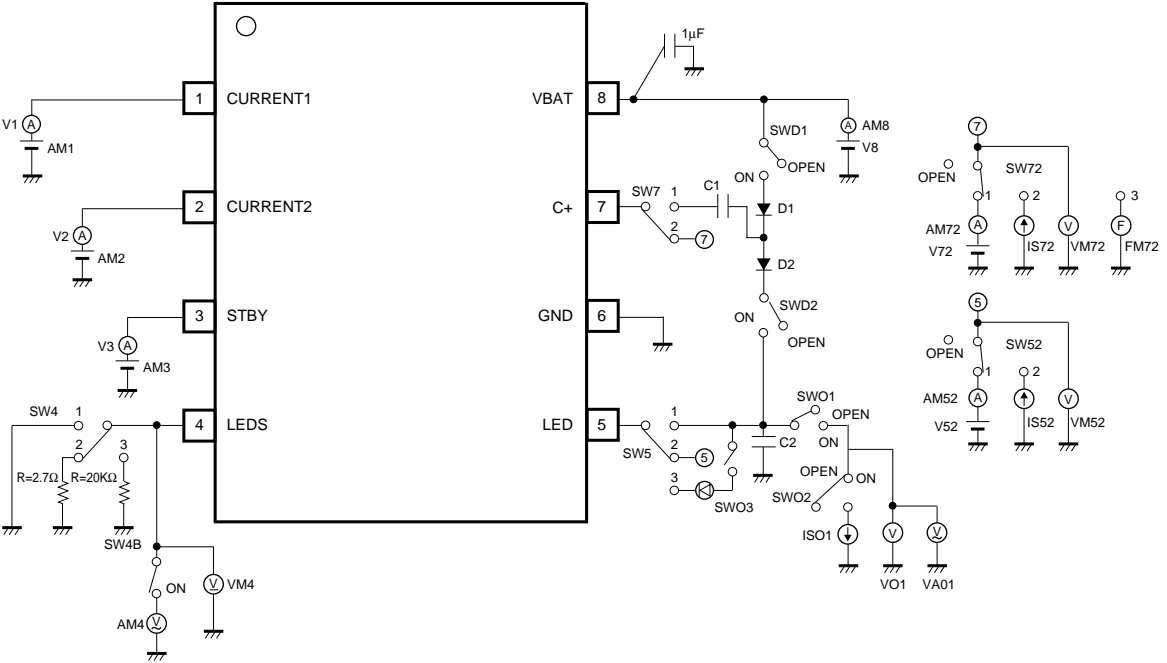 1μF
1 CURRENT1
VBAT 8
V1 A
AM1
A AM8
V8
SWD1
OPEN
ON
7
OPEN
SW72
1
2
3
AM72 A
V72
IS72
V VM72
F FM72
2 CURRENT2
C+ 7
SW7 1
2
7
C1
D1
V2 A
AM2
D2
ON
SWD2
OPEN
3 STBY
GND 6
V3 A
AM3
5
OPEN
SW52
1
2
AM52 A
V52
IS52
V VM52
SW4 1
2
3
4 LEDS
LED 5
1
SW5
2
5
3
C2
SWO1
OPEN
ON
R=2.7Ω R=20KΩ
OPEN
ON
SWO2
SWO3
ISO1
V
V
VO1
VA01
SW4B
ON
AM4 V
V VM4